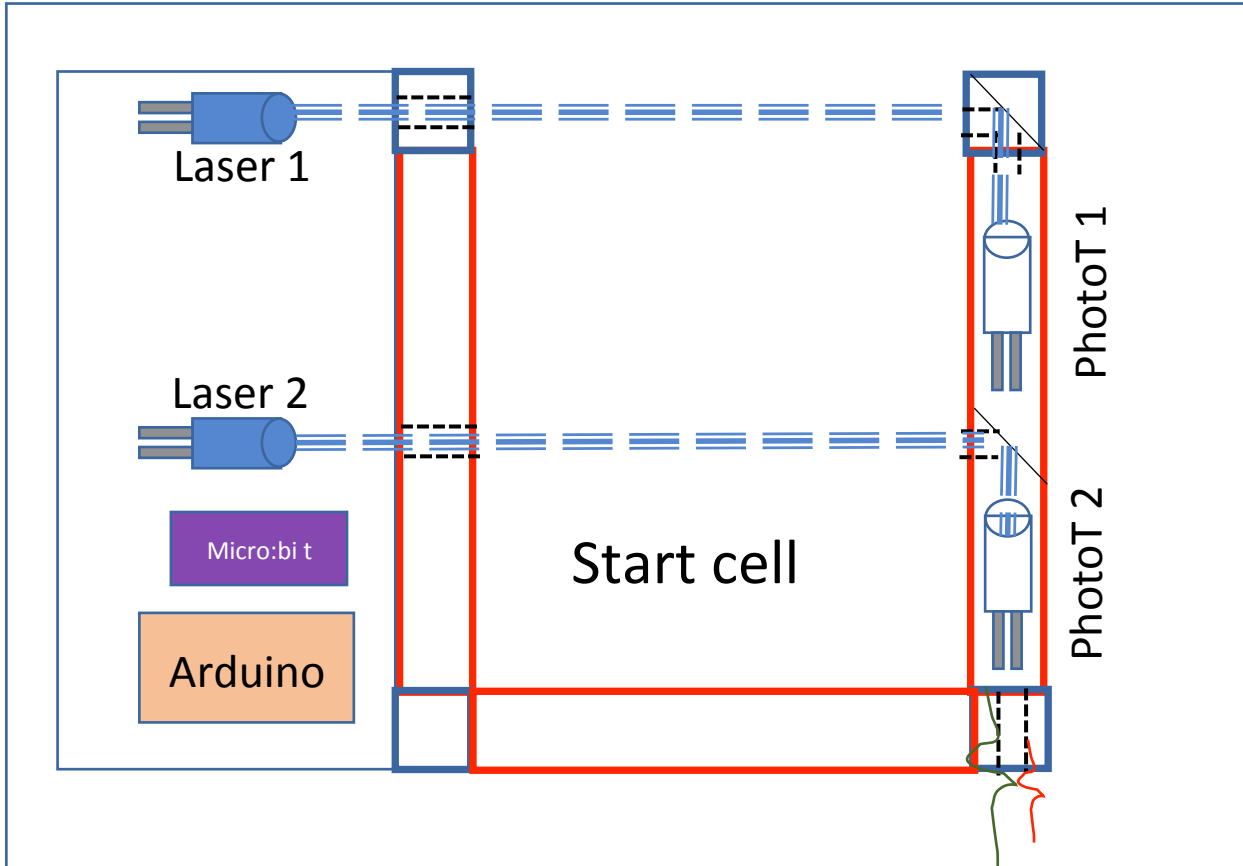 Laser 1
PhotoT 1
Laser 2
Micro:bi t
Start cell
PhotoT 2
Arduino